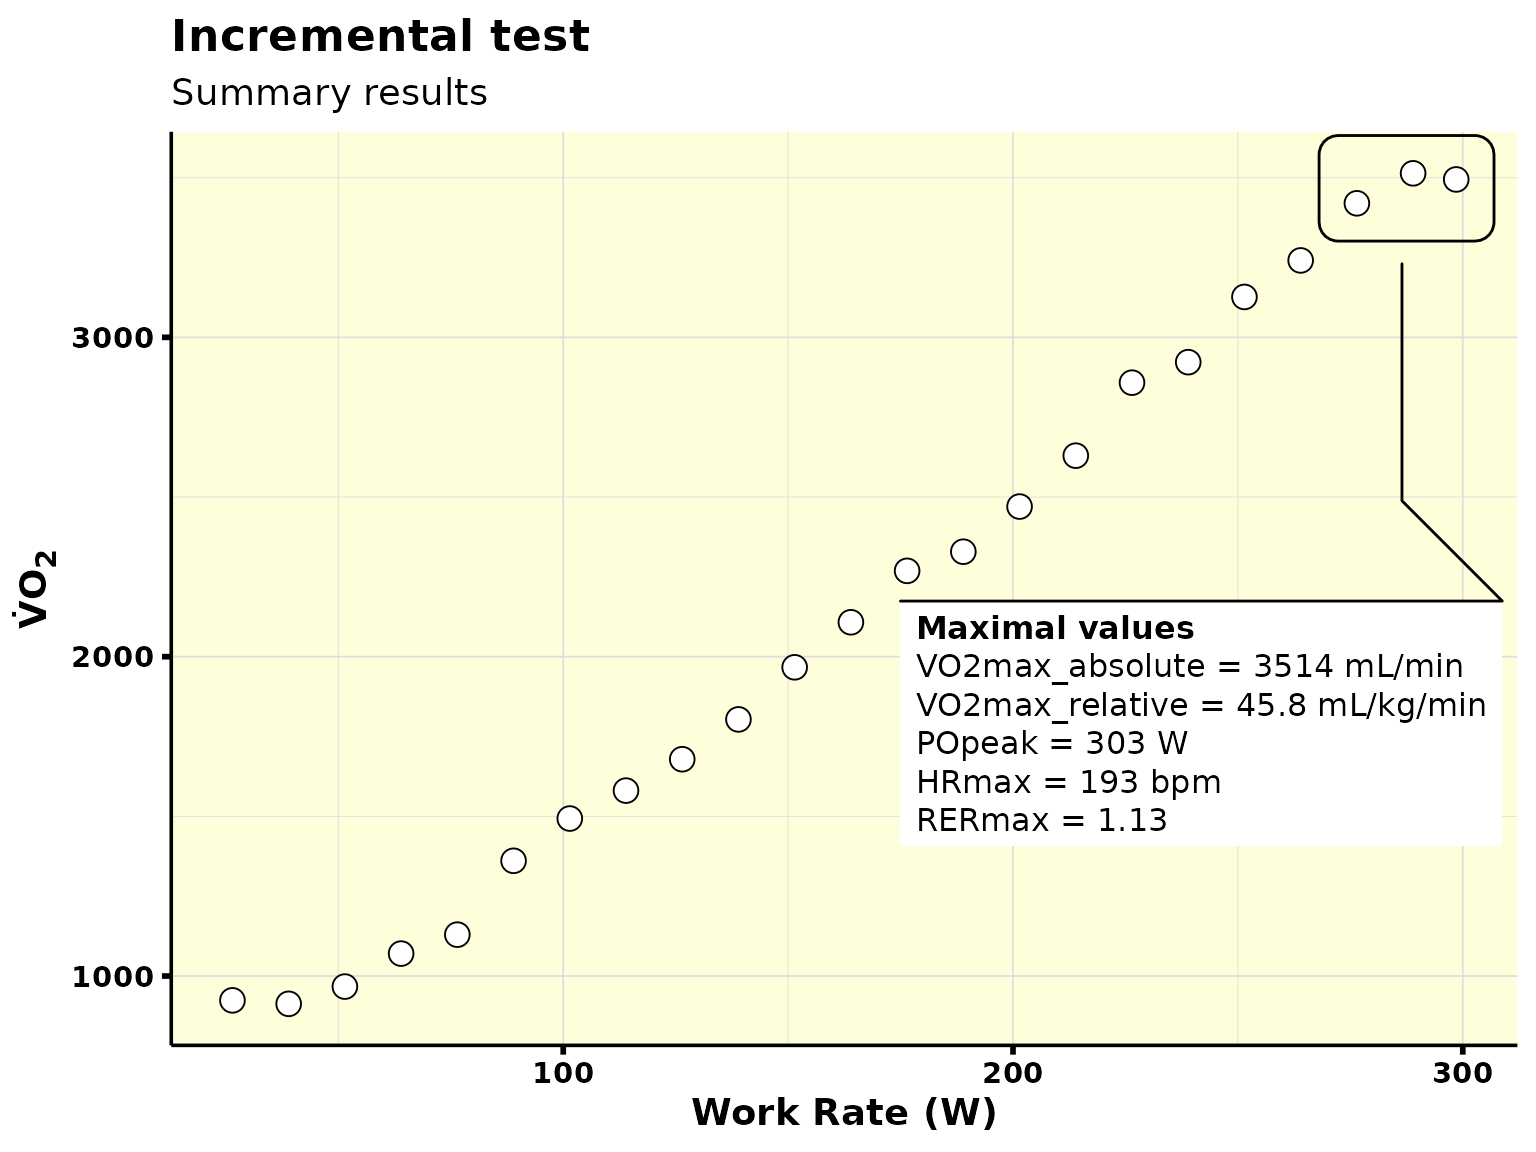 Incremental test
Summary results
V̇O₂
3000
2000
1000
Maximal values
VO2max_absolute = 3514 mL/min
VO2max_relative = 45.8 mL/kg/min
POpeak = 303 W
HRmax = 193 bpm
RERmax = 1.13
100 200 300
Work Rate (W)